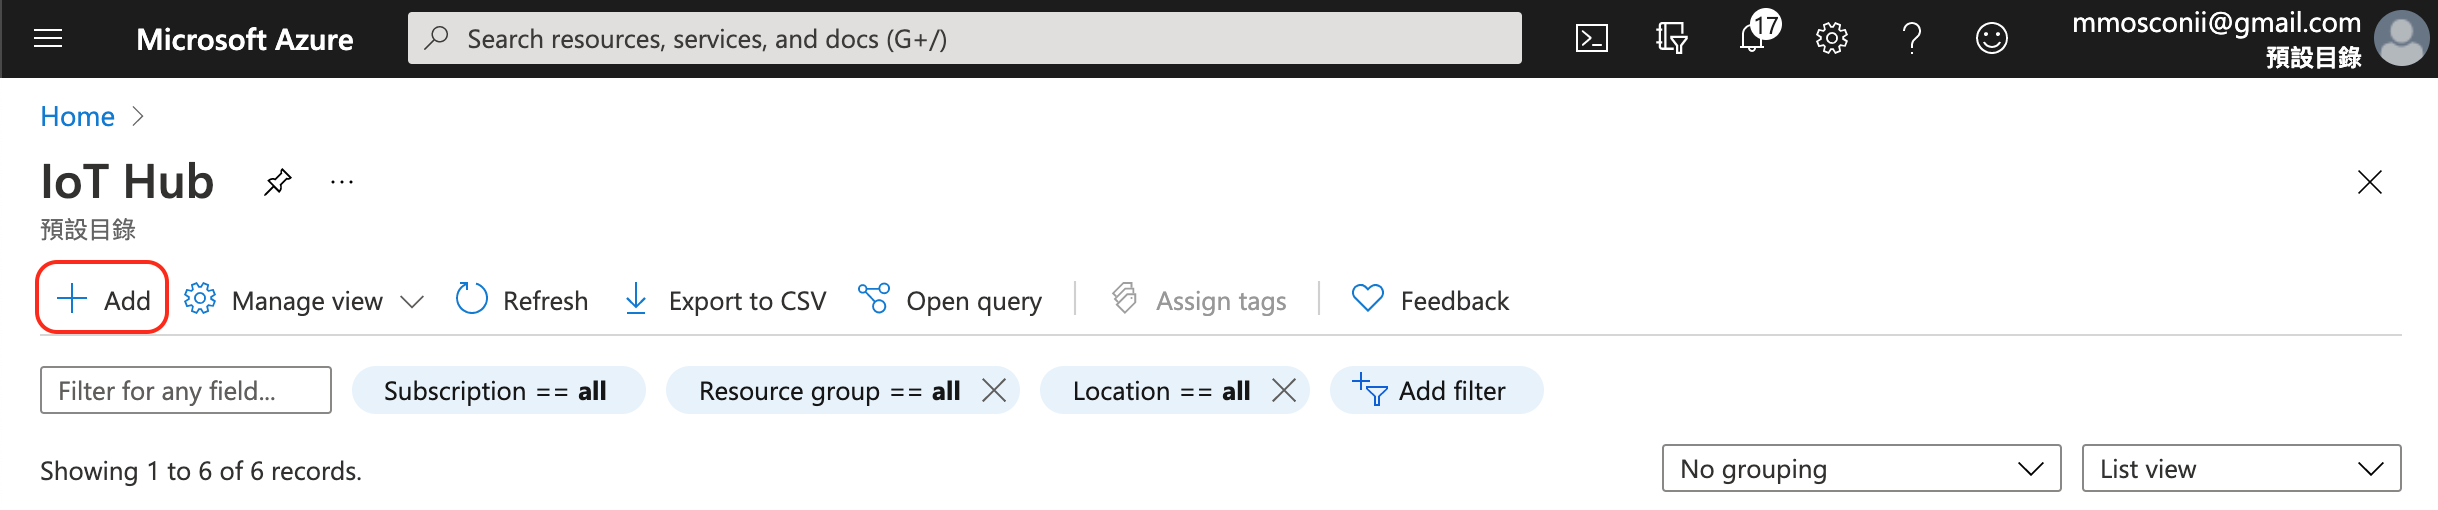 Microsoft Azure
Search resources, services, and docs (G+/)
17
mmosconii@gmail.com
預設目錄
Home
IoT Hub
預設目錄
Add
Manage view
Refresh
Export to CSV
Open query
Assign tags
Feedback
Filter for any field...
Subscription == all
Resource group == all
Location == all
Add filter
Showing 1 to 6 of 6 records.
No grouping
List view